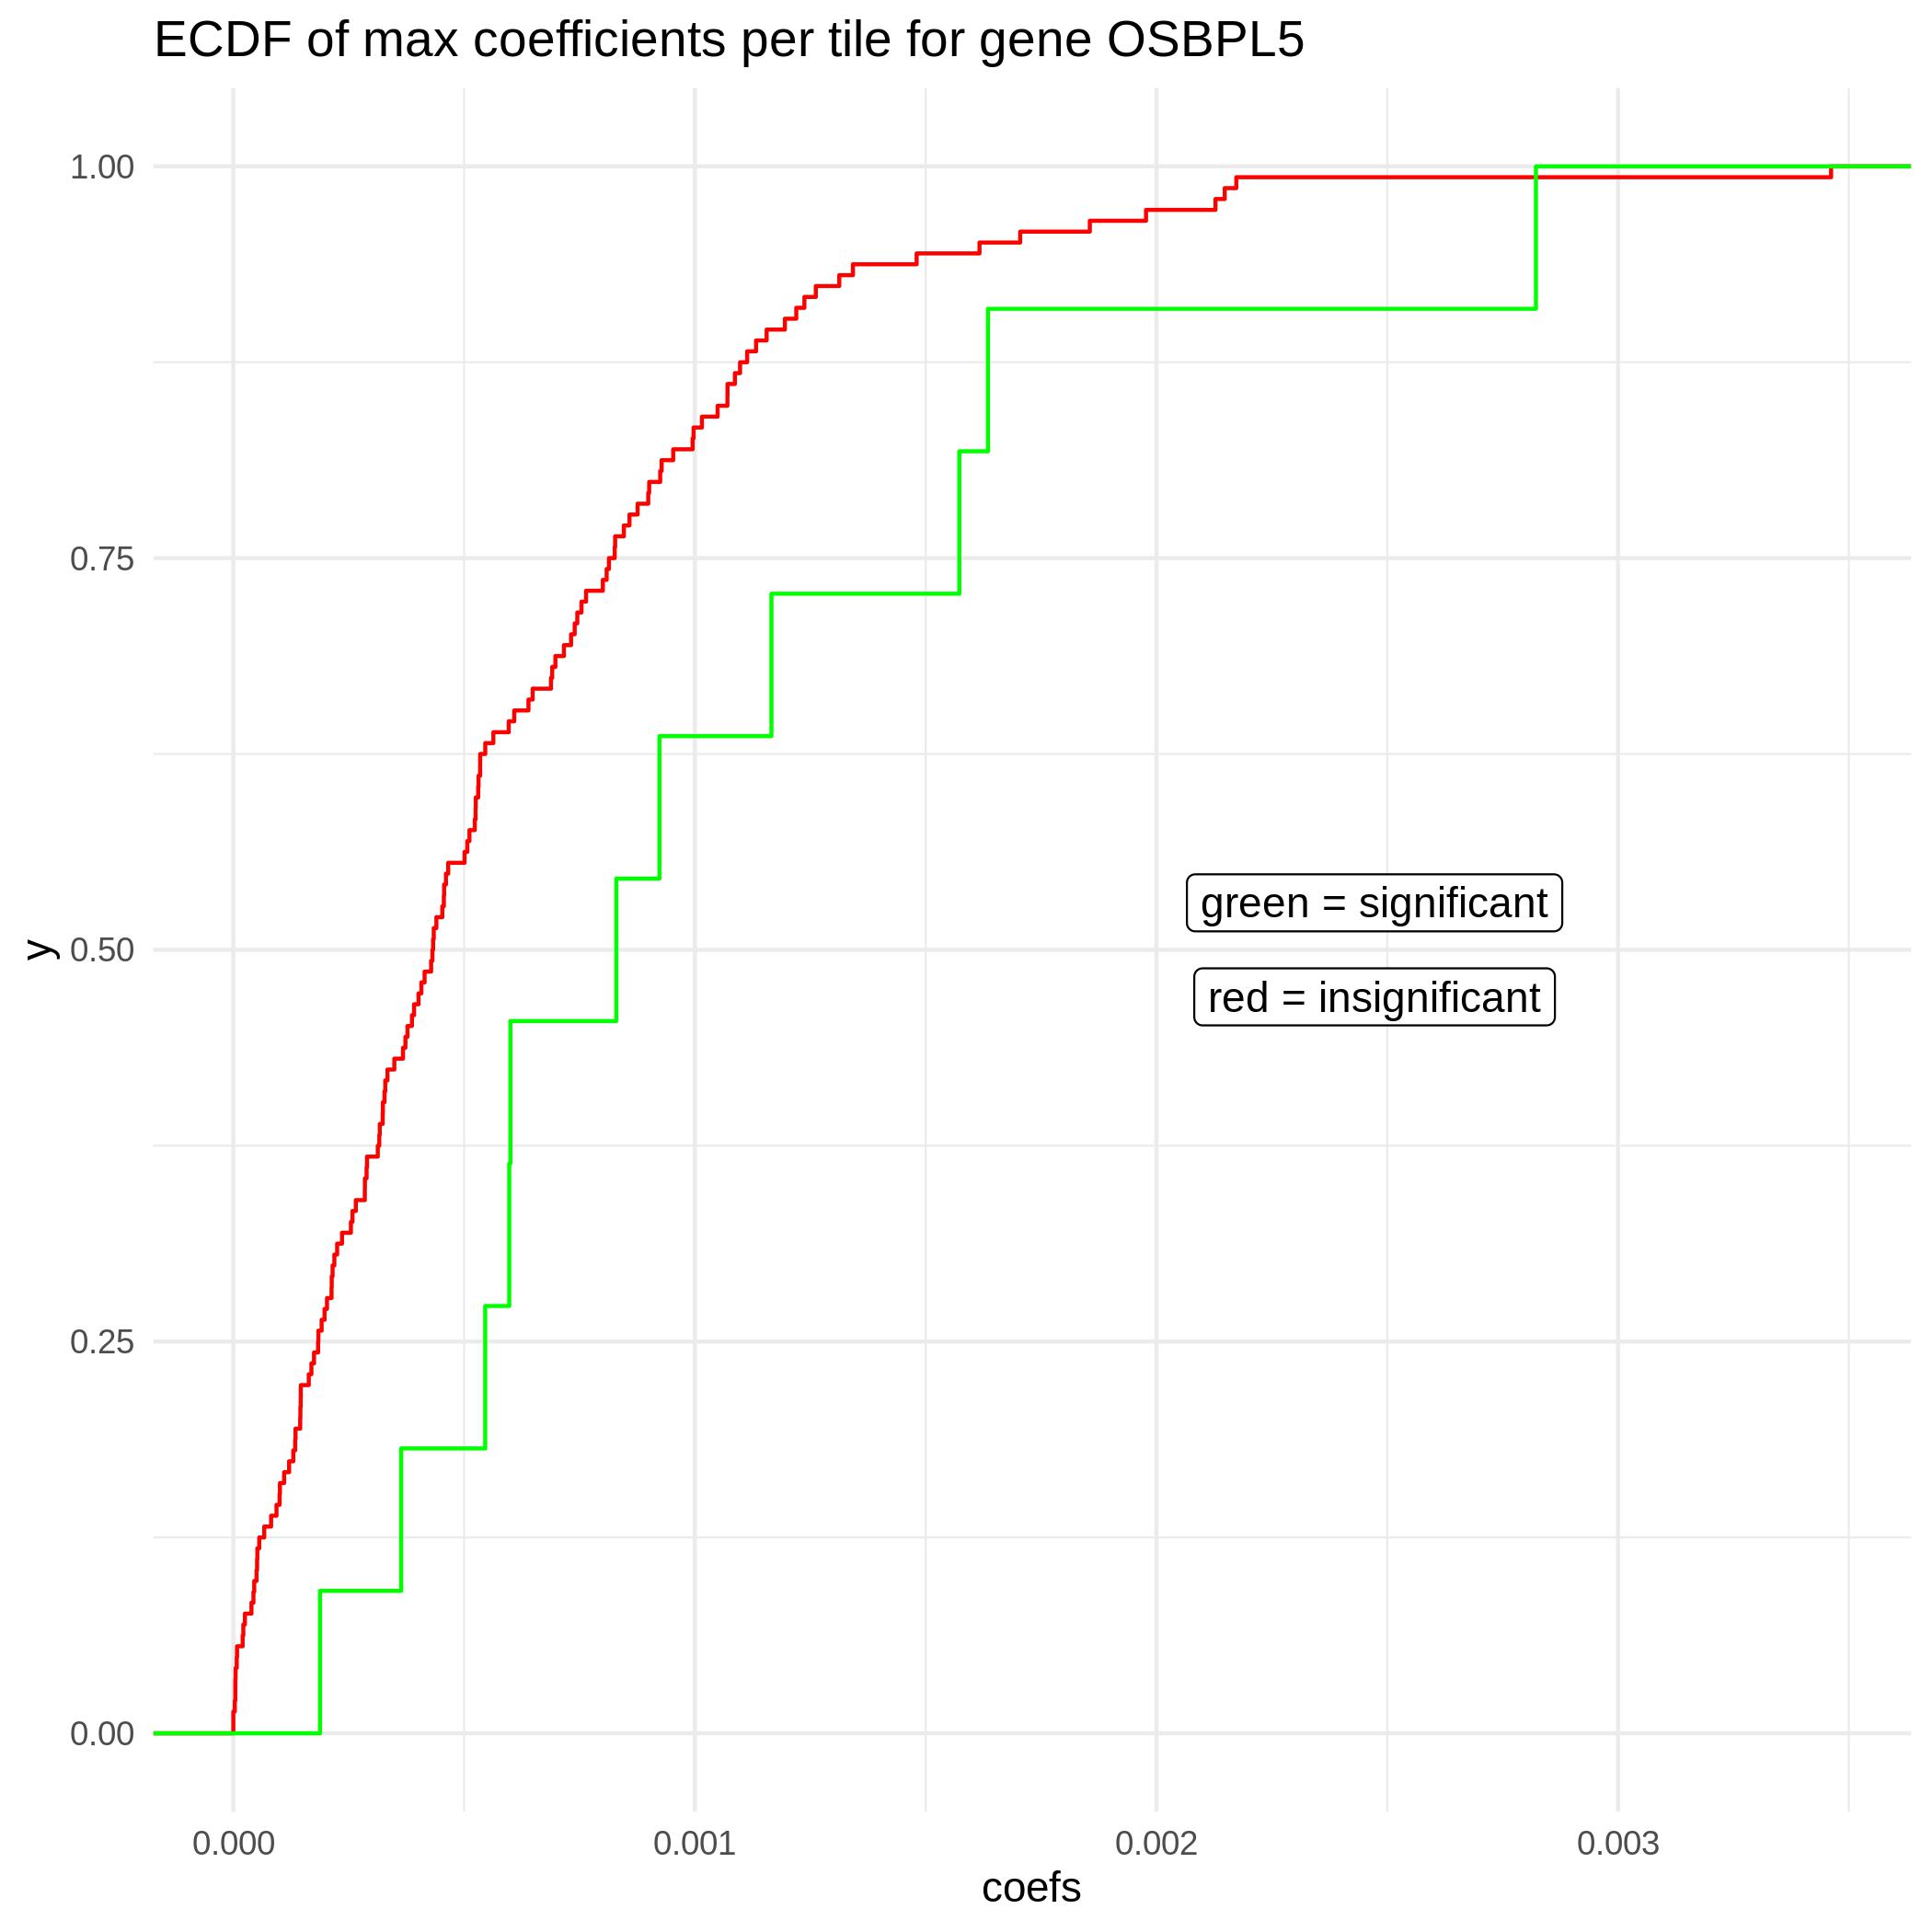 ECDF of max coefficients per tile for gene OSBPL5
1.00
0.75
0.50
0.25
0.00
y
green = significant
red = insignificant
0.000 0.001 0.002 0.003
coefs